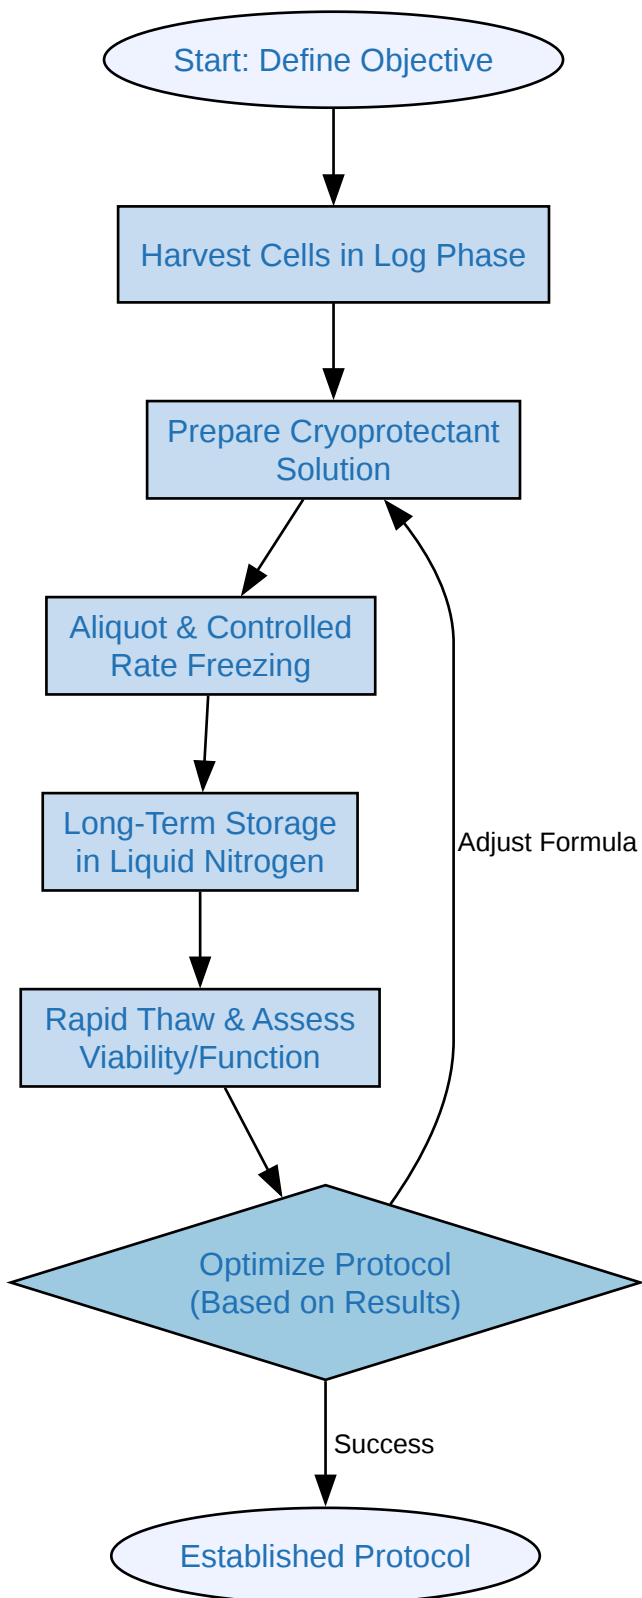 Start: Define Objective
Harvest Cells in Log Phase
Prepare Cryoprotectant
Solution
Aliquot & Controlled
Rate Freezing
Long-Term Storage
in Liquid Nitrogen
Adjust Formula
Rapid Thaw & Assess
Viability/Function
Optimize Protocol
(Based on Results)
Success
Established Protocol